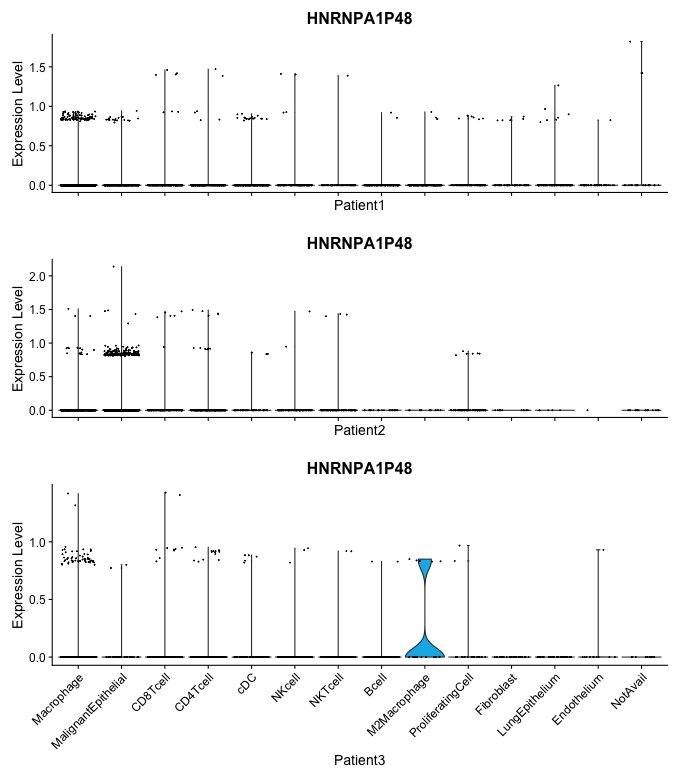 HNRNPA1P48
Expression Level
1.5
1.0
0.5
0.0
Patient1
HNRNPA1P48
Expression Level
2.0
1.5
1.0
0.5
0.0
Patient2
HNRNPA1P48
Expression Level
1.0
0.5
0.0
Macrophage
MalignantEpithelial
CD8Tcell
CD4Tcell
cDC
NKcell
NKTcell
Bcell
M2Macrophage
ProliferatingCell
Fibroblast
LungEpithelium
Endothelium
NotAvail
Patient3